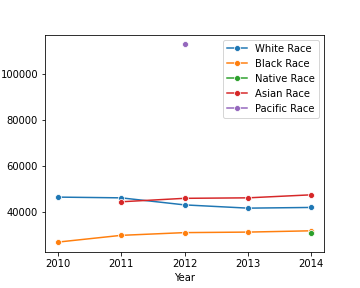 White Race
Black Race
Native Race
Asian Race
Pacific Race
100000
80000
60000
40000
2010 2011 2012 2013 2014
Year